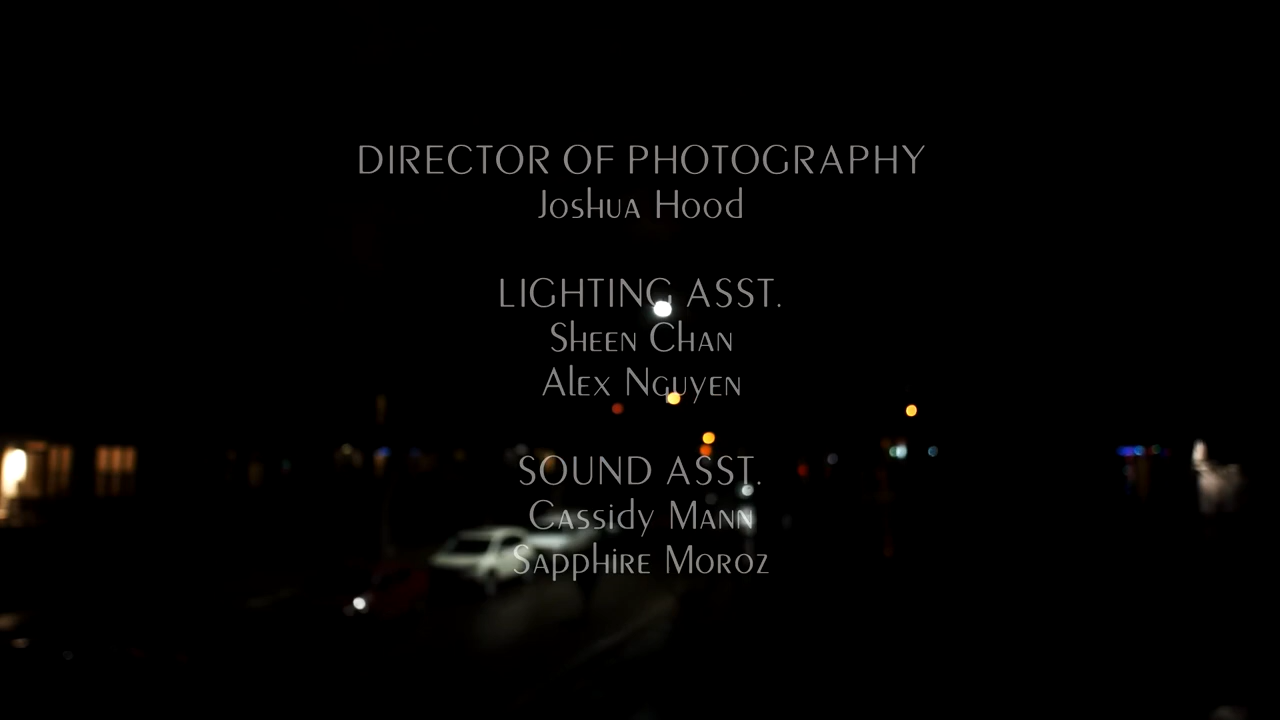 DIRECTOR OF PHOTOGRAPHY
Joshua Hood
LIGHTING ASST.
Sheen Chan
Alex Nguyen
SOUND ASST.
Cassidy Mann
Sapphire Moroz